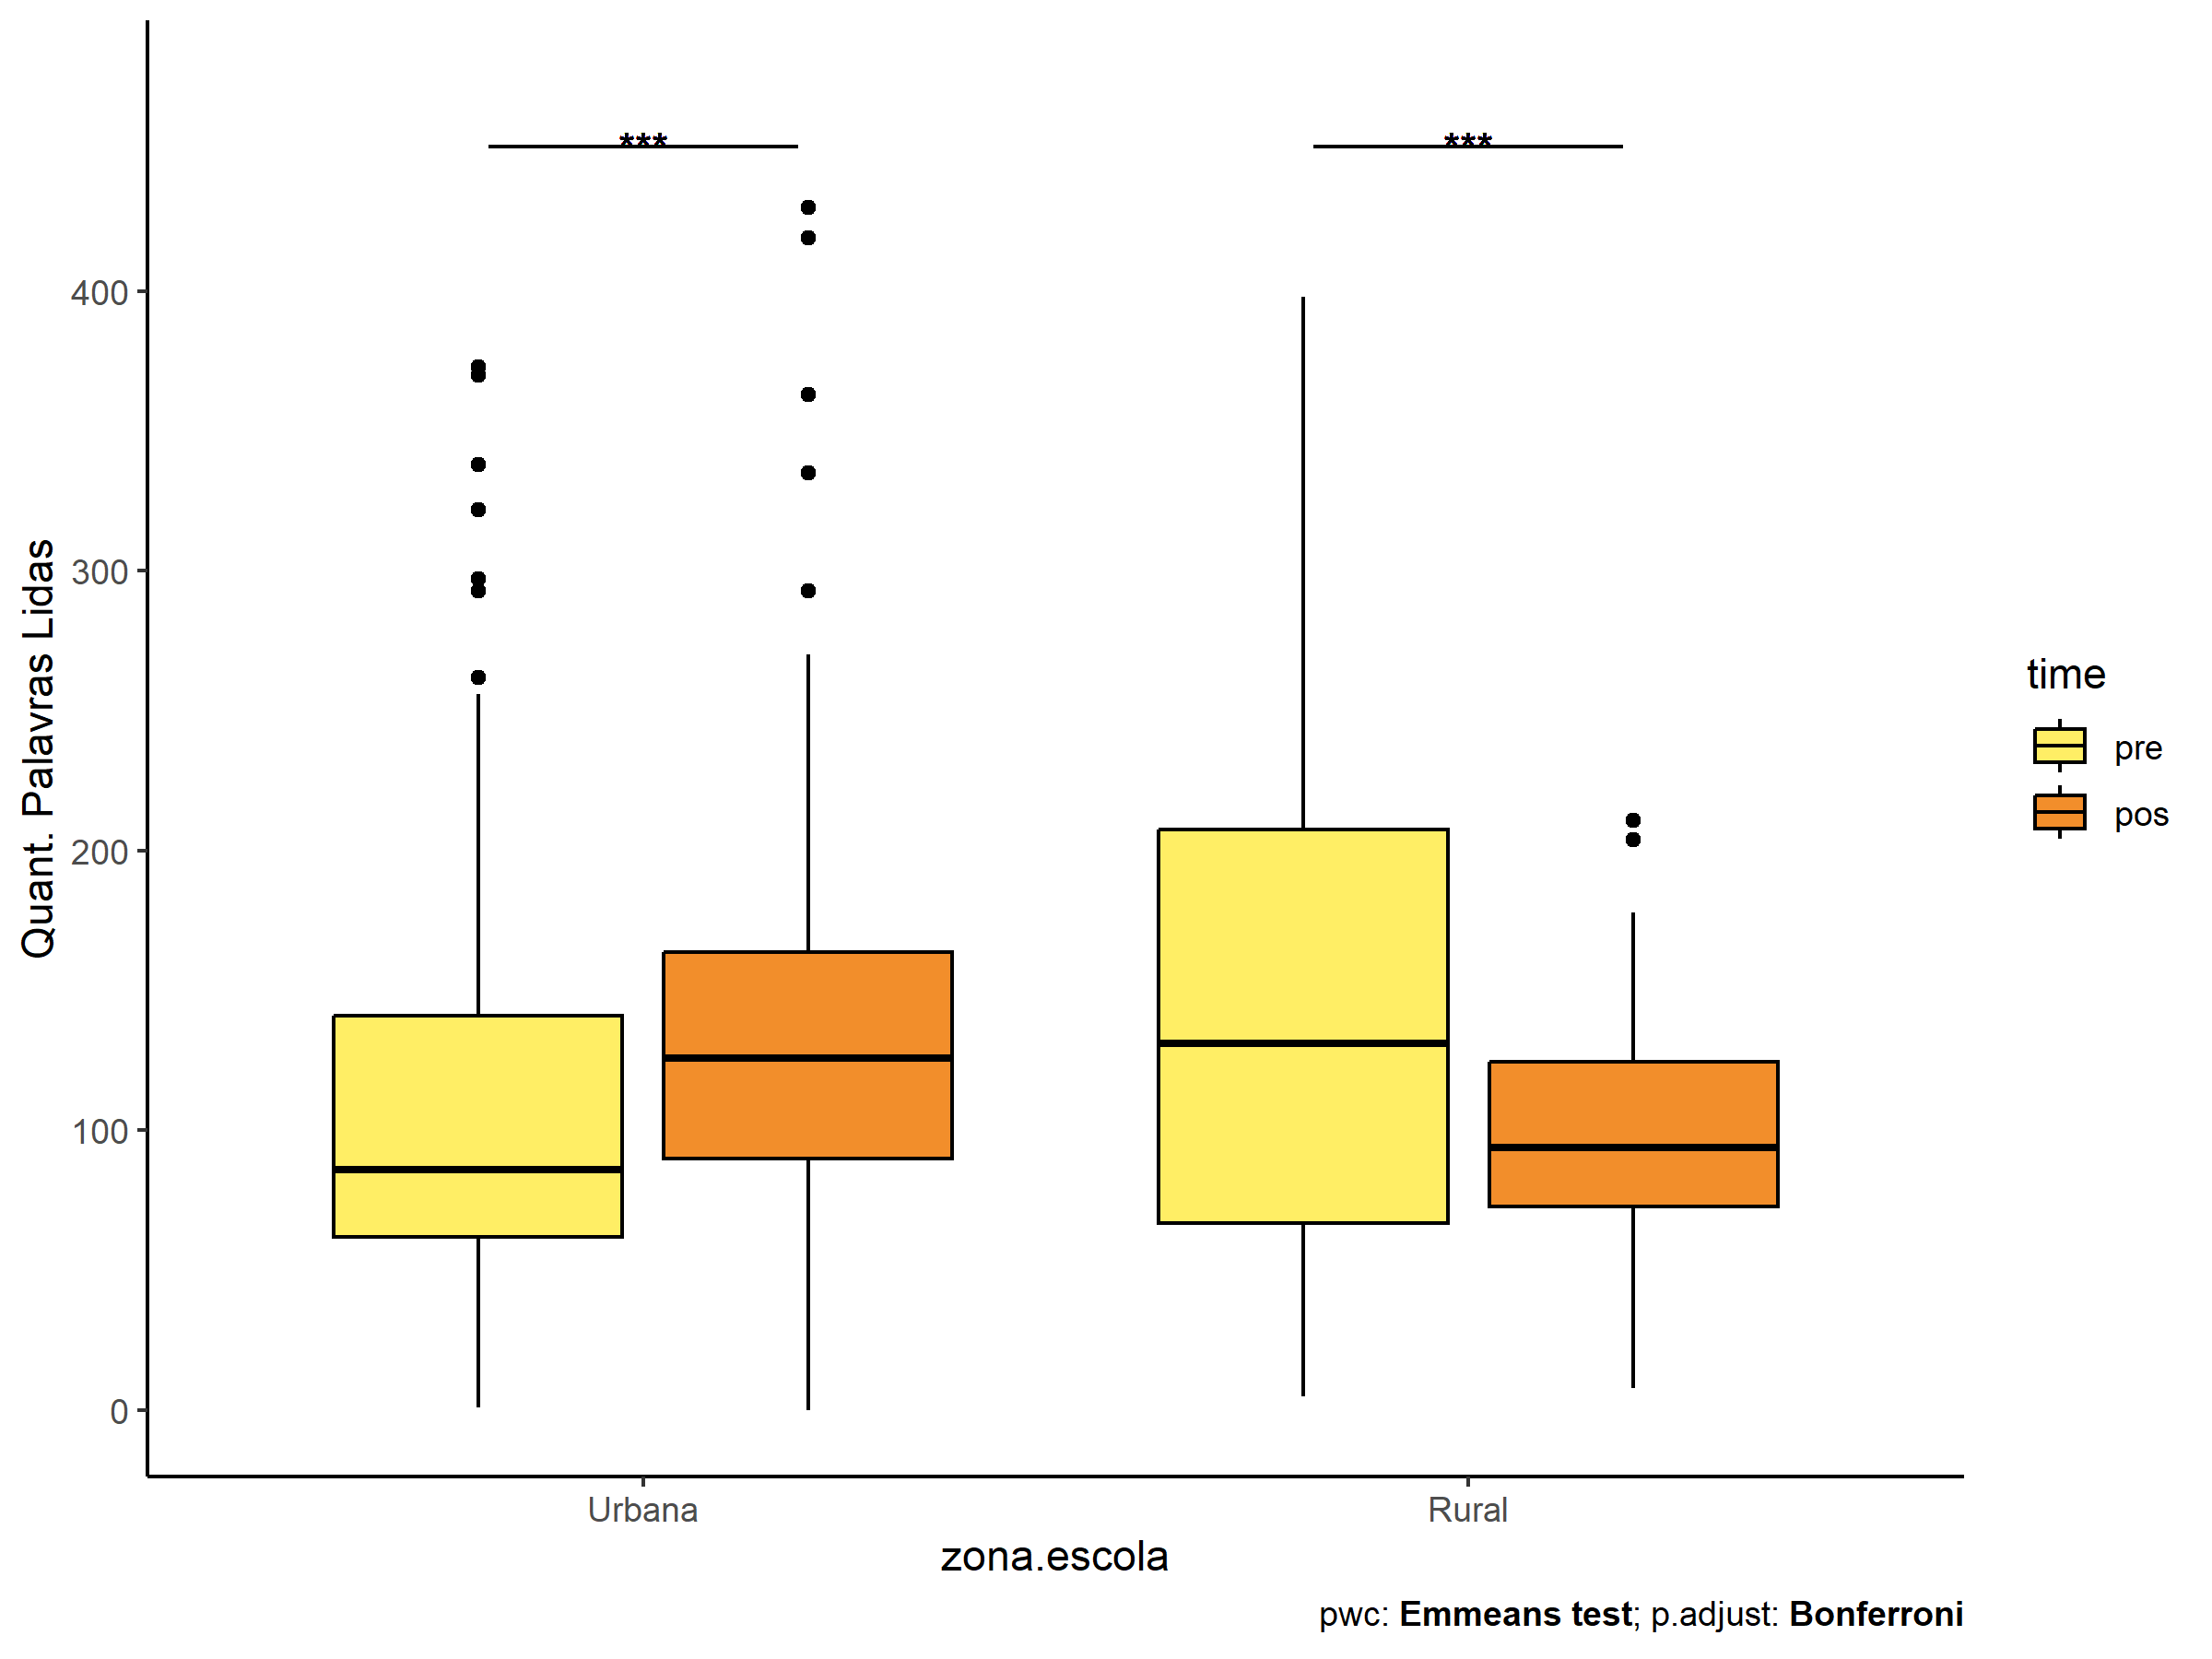 *** ***
400
300
200
100
0
Quant. Palavras Lidas
Urbana Rural
zona.escola
time
pre
pos
pwc: Emmeans test; p.adjust: Bonferroni